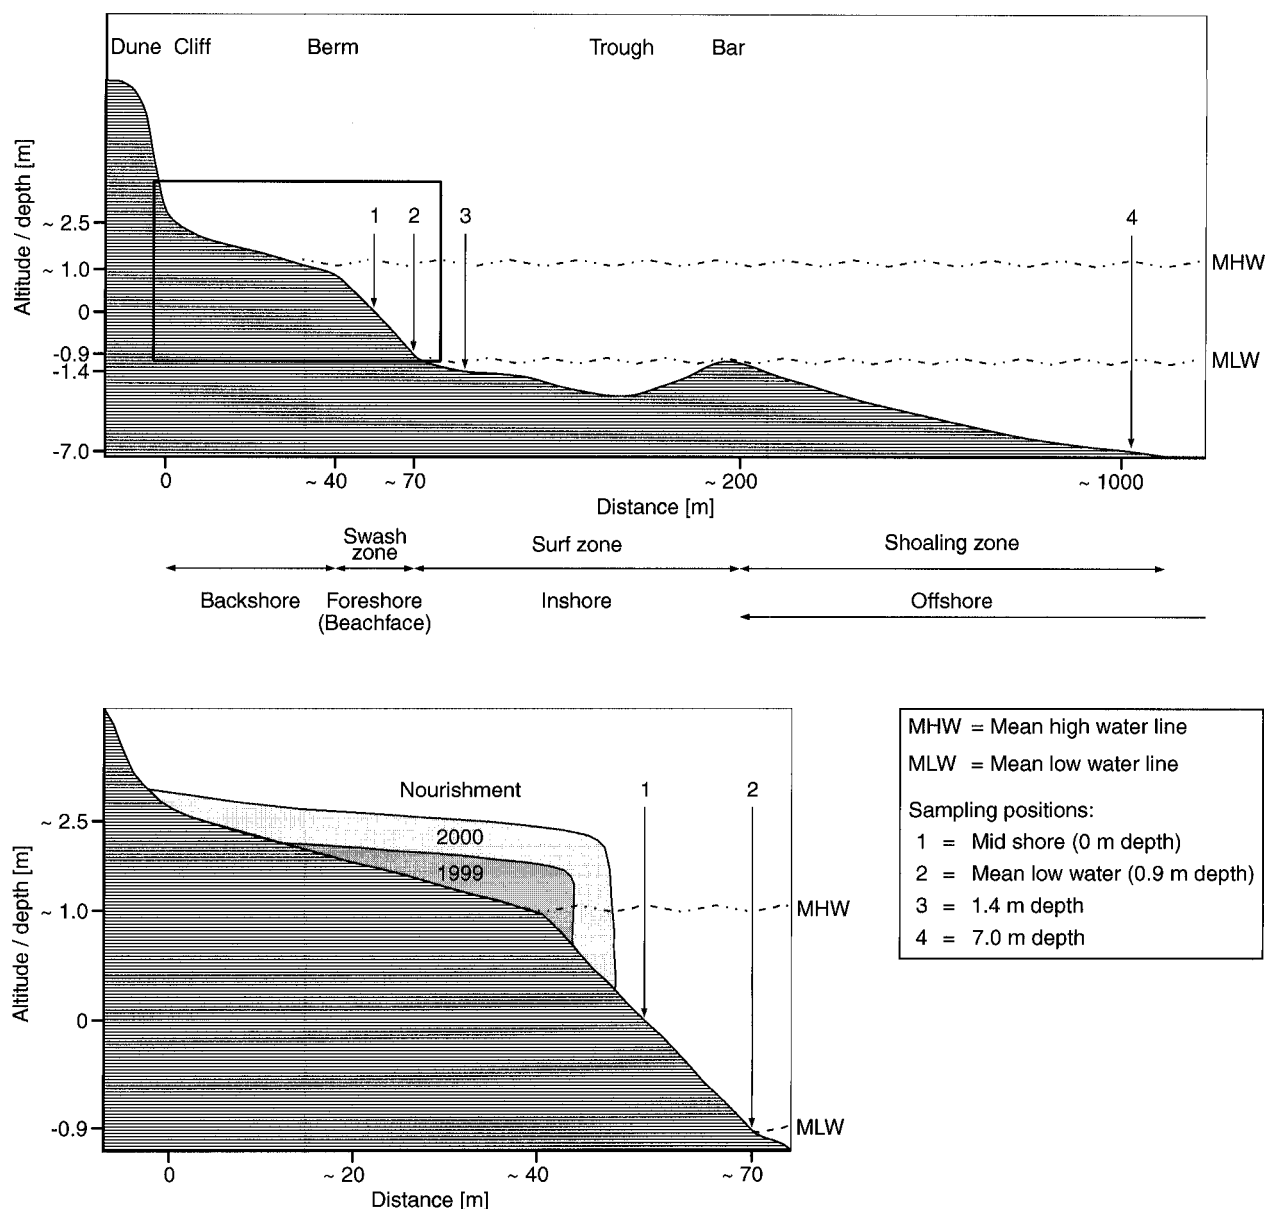 Dune Cliff Berm Trough Bar
Altitude / depth [m]
1 2 3 4
~ 2.5
~ 1.0
0
-0.9
-1.4
-7.0
MHW
MLW
0 ~ 40 ~ 70 ~ 200 ~ 1000
Distance [m]
Swash
zone
Surf zone
Shoaling zone
Backshore
Foreshore
(Beachface)
Inshore
Offshore
Altitude / depth [m]
Nourishment
1 2
2000
1999
~ 2.5
~ 1.0
0
-0.9
MHW
MLW
0 ~ 20 ~ 40 ~ 70
Distance [m]
MHW = Mean high water line
MLW = Mean low water line
Sampling positions:
1 = Mid shore (0 m depth)
2 = Mean low water (0.9 m depth)
3 = 1.4 m depth
4 = 7.0 m depth